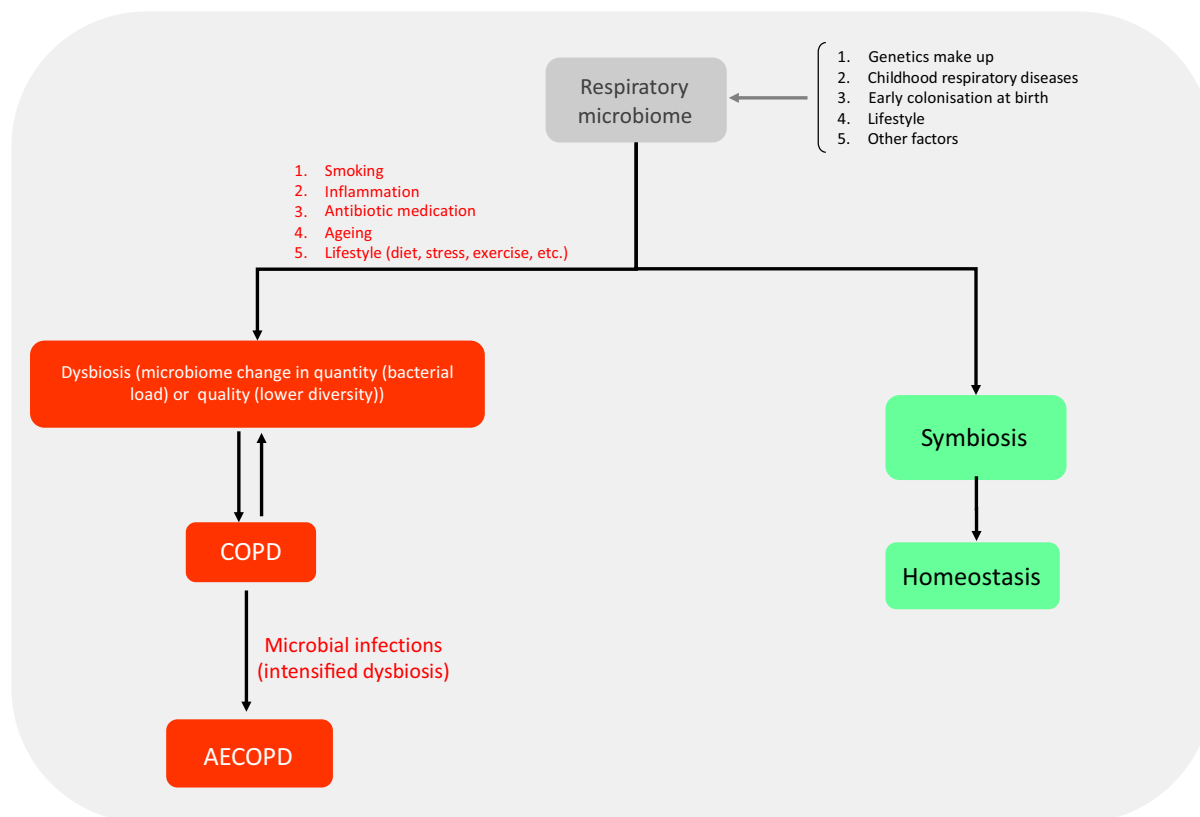 Respiratory
microbiome
1. Genetics make up
2. Childhood respiratory diseases
3. Early colonisation at birth
4. Lifestyle
5. Other factors
1. Smoking
2. Inflammation
3. Antibiotic medication
4. Ageing
5. Lifestyle (diet, stress, exercise, etc.)
Dysbiosis (microbiome change in quantity (bacterial
load) or quality (lower diversity))
Symbiosis
COPD
Homeostasis
Microbial infections
(intensified dysbiosis)
AECOPD